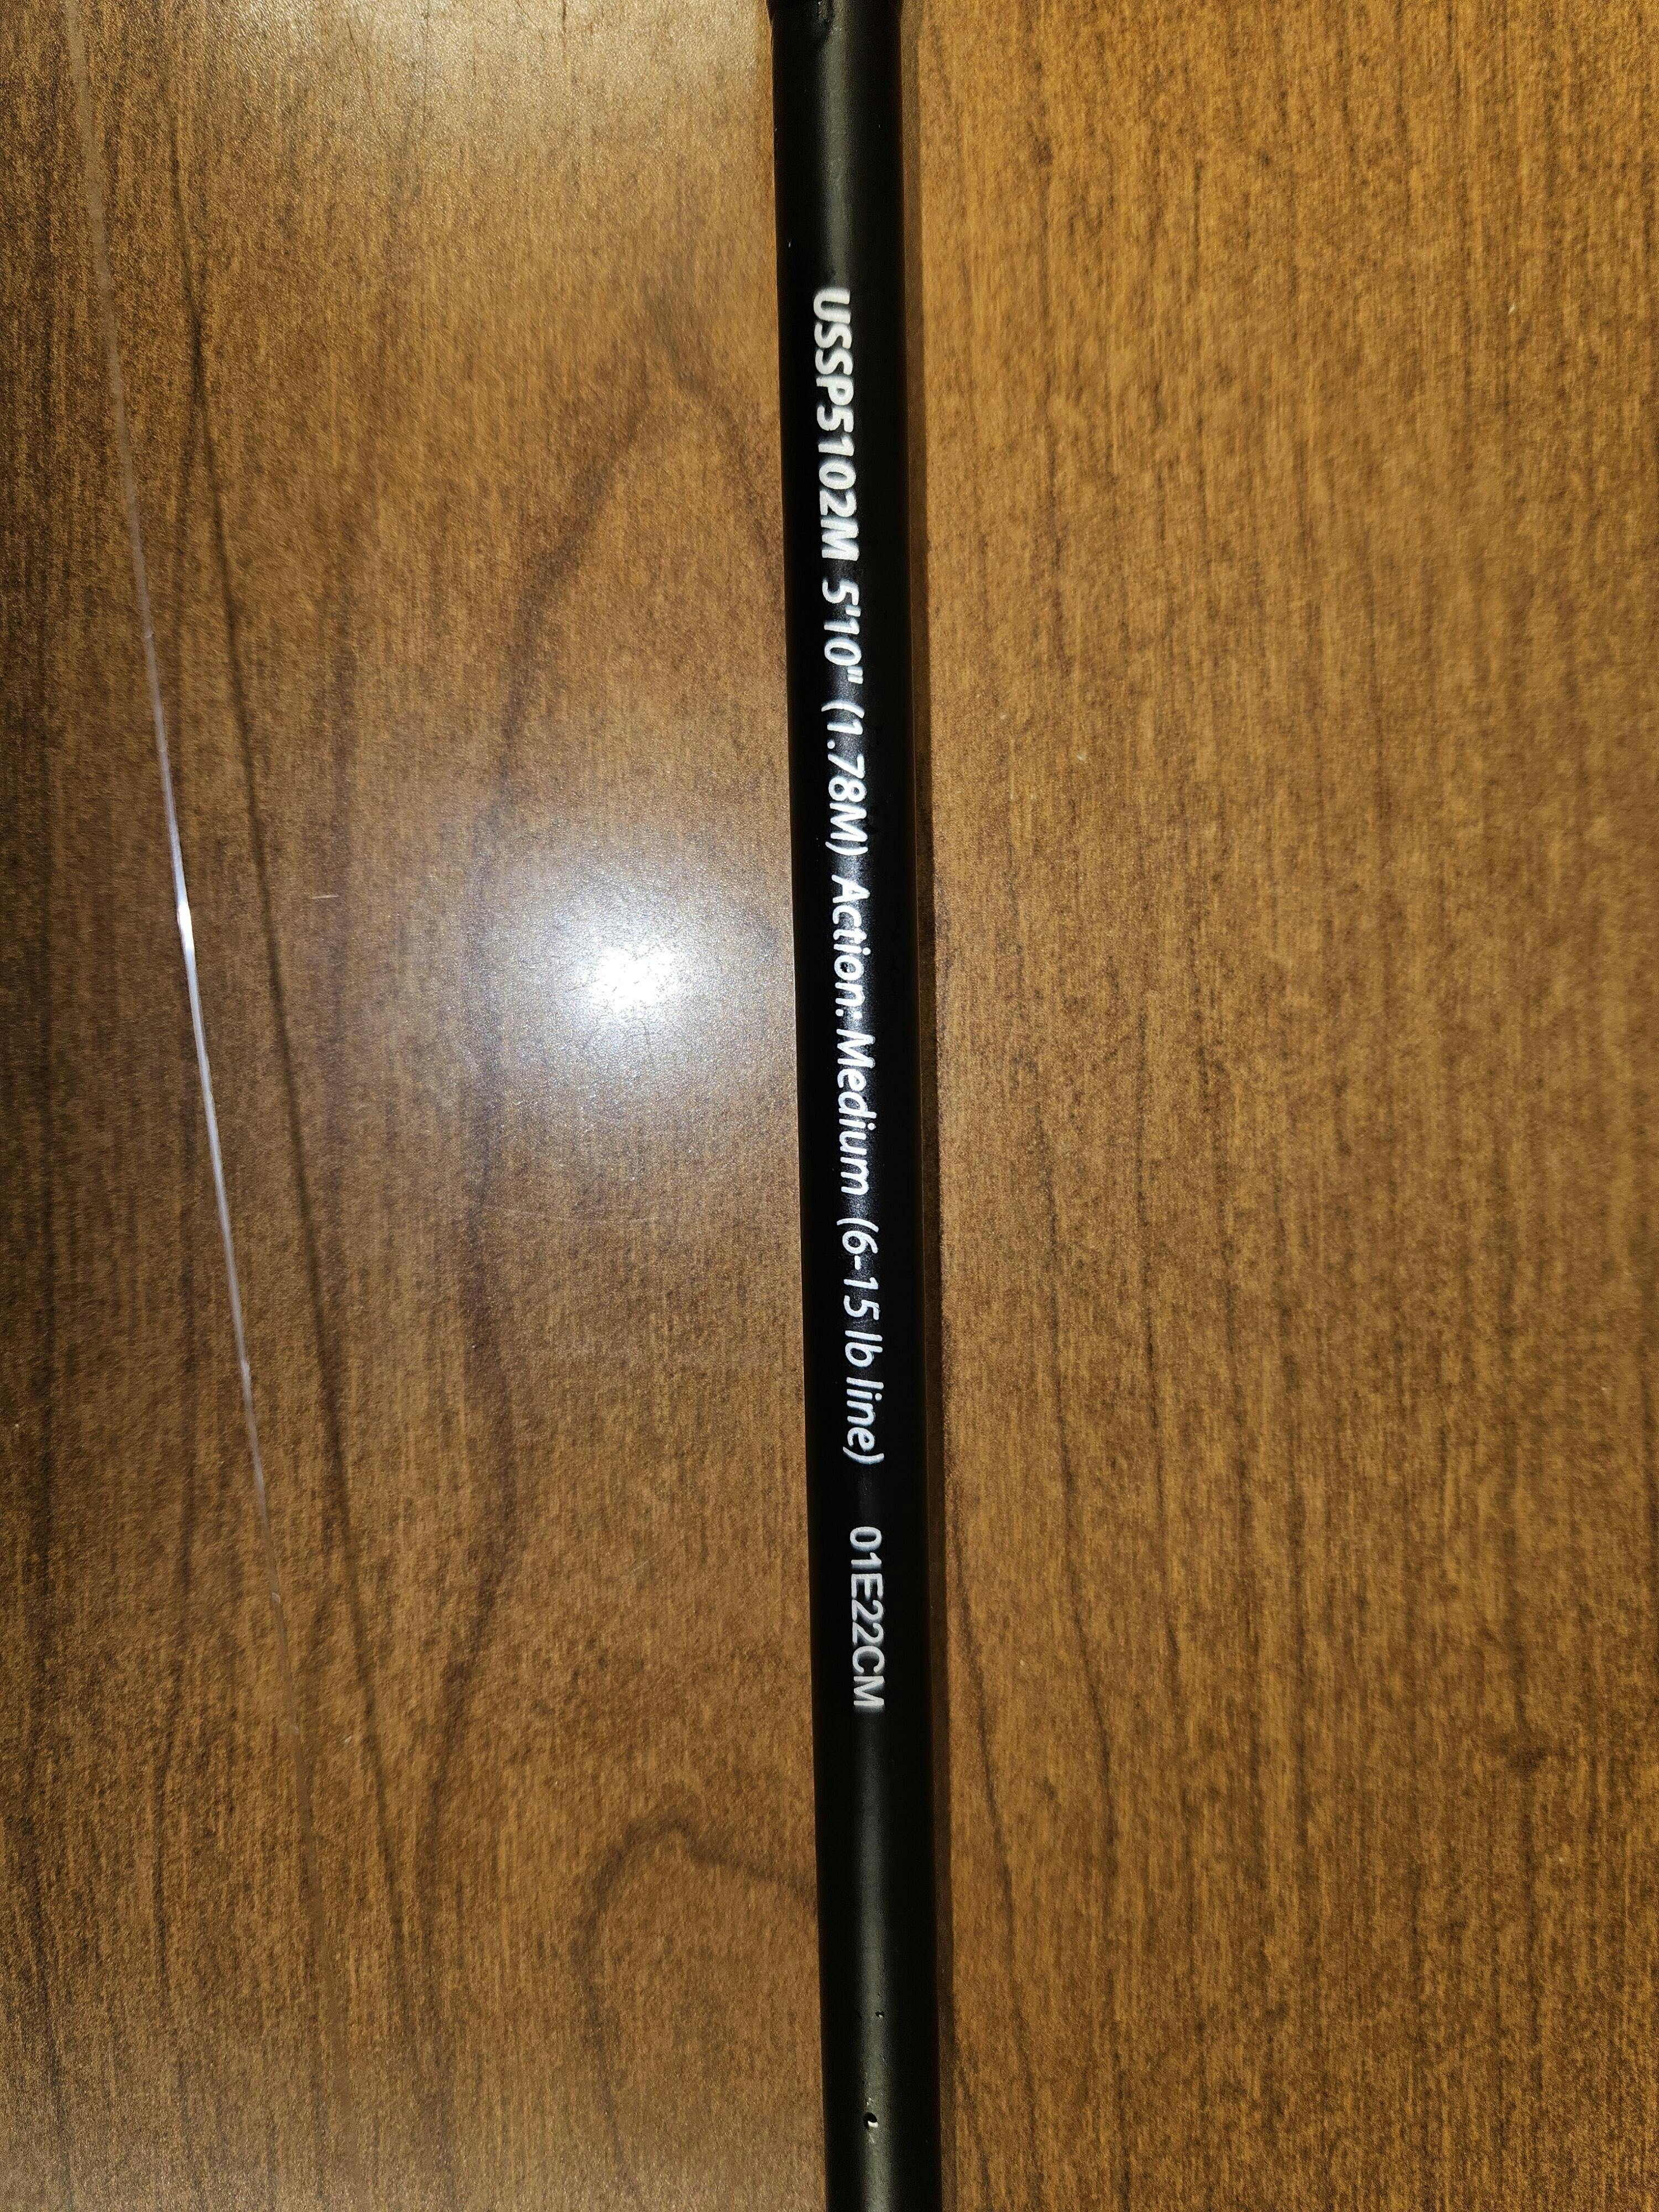 USSP5102M 5'10" (1.78M) Action: Medium (6-15 lb line) 01E22CM